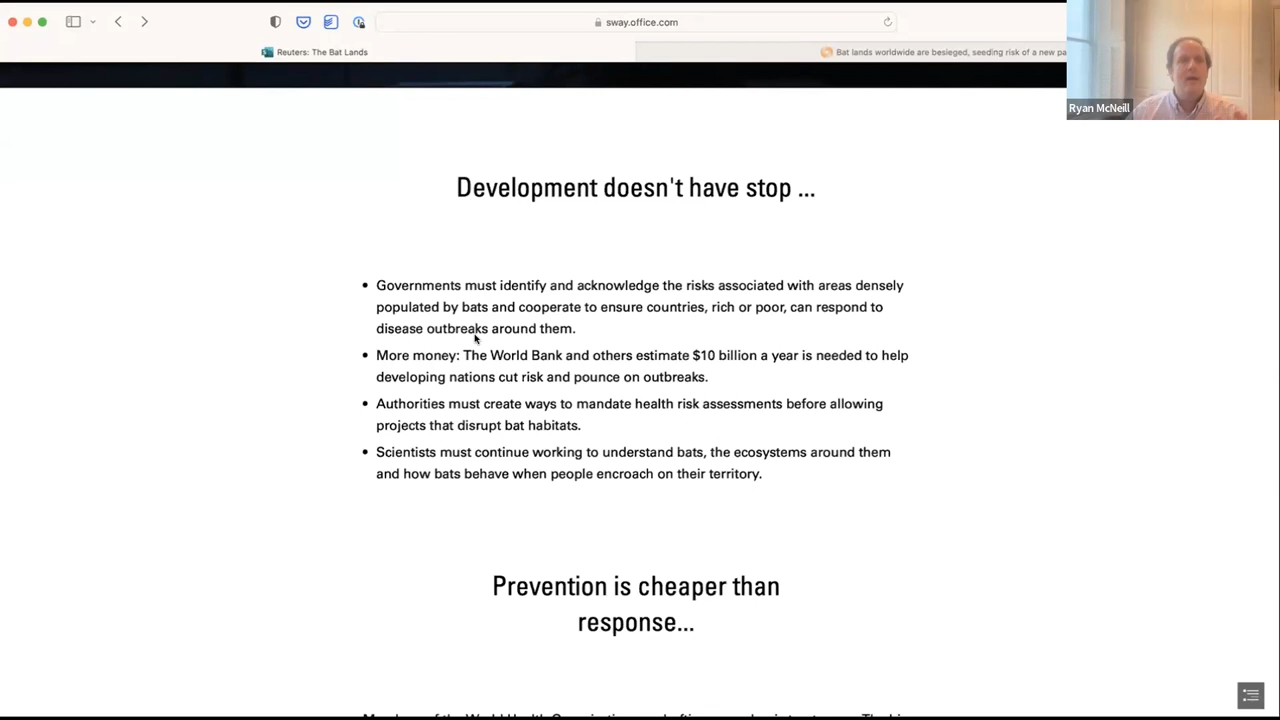 sway.office.com
Reuters: The Bat Lands
Bat lands worldwide are besieged, seeding risk of a new pa
Ryan McNeill
Development doesn't have stop ...
• Governments must identify and acknowledge the risks associated with areas densely
populated by bats and cooperate to ensure countries, rich or poor, can respond to
disease outbreaks around them.
• More money: The World Bank and others estimate $10 billion a year is needed to help
developing nations cut risk and pounce on outbreaks.
• Authorities must create ways to mandate health risk assessments before allowing
projects that disrupt bat habitats.
• Scientists must continue working to understand bats, the ecosystems around them
and how bats behave when people encroach on their territory.
Prevention is cheaper than
response...